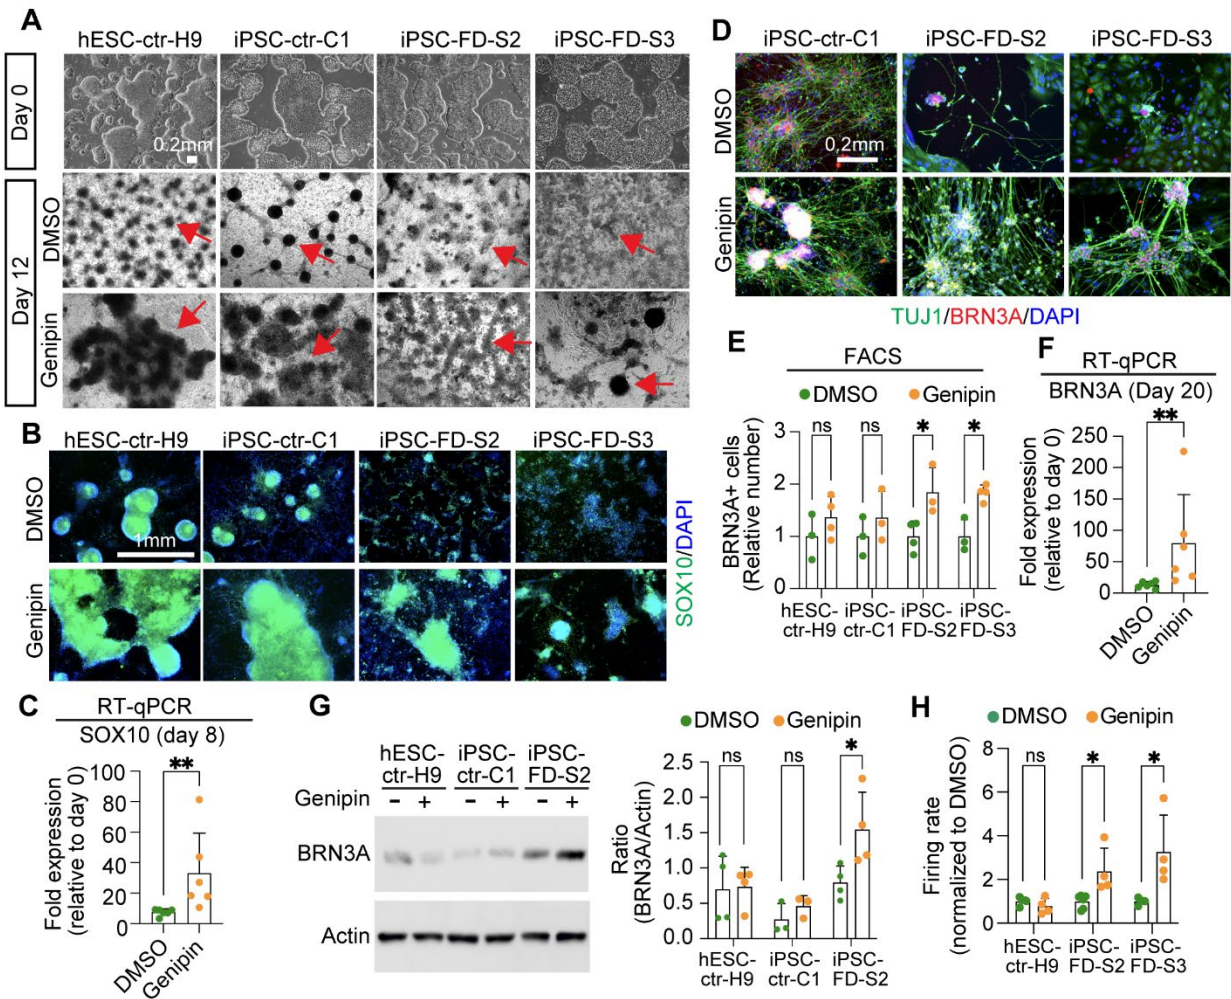 A
hESC-ctr-H9 iPSC-ctr-C1 iPSC-FD-S2 iPSC-FD-S3
Day 0
0.2mm
Day 12
DMSO
Genipin
B
hESC-ctr-H9 iPSC-ctr-C1 iPSC-FD-S2 iPSC-FD-S3
DMSO
1mm
Genipin
SOX10/DAPI
C
RT-qPCR
SOX10 (day 8)
**
Fold expression
(relative to day 0)
100
80
60
40
20
0
DMSO
Genipin
D
iPSC-ctr-C1 iPSC-FD-S2 iPSC-FD-S3
DMSO
0.2mm
Genipin
TUJ1/BRN3A/DAPI
E
FACS
DMSO Genipin
ns ns * *
BRN3A+ cells
(Relative number)
3
2
1
0
hESC- iPSC- iPSC- iPSC-
ctr-H9 ctr-C1 FD-S2 FD-S3
F
RT-qPCR
BRN3A (Day 20)
**
Fold expression
(relative to day 0)
250
200
150
100
50
0
DMSO
Genipin
G
hESC- iPSC- iPSC-
ctr-H9 ctr-C1 FD-S2
Genipin - + - + - +
BRN3A
Actin
DMSO Genipin
ns ns *
Ratio
(BRN3A/Actin)
2.5
2.0
1.5
1.0
0.5
0.0
hESC- iPSC- iPSC-
ctr-H9 ctr-C1 FD-S2
H
DMSO Genipin
ns * *
Firing rate
(normalized to DMSO)
8
6
4
2
0
hESC- iPSC- iPSC-
ctr-H9 FD-S2 FD-S3